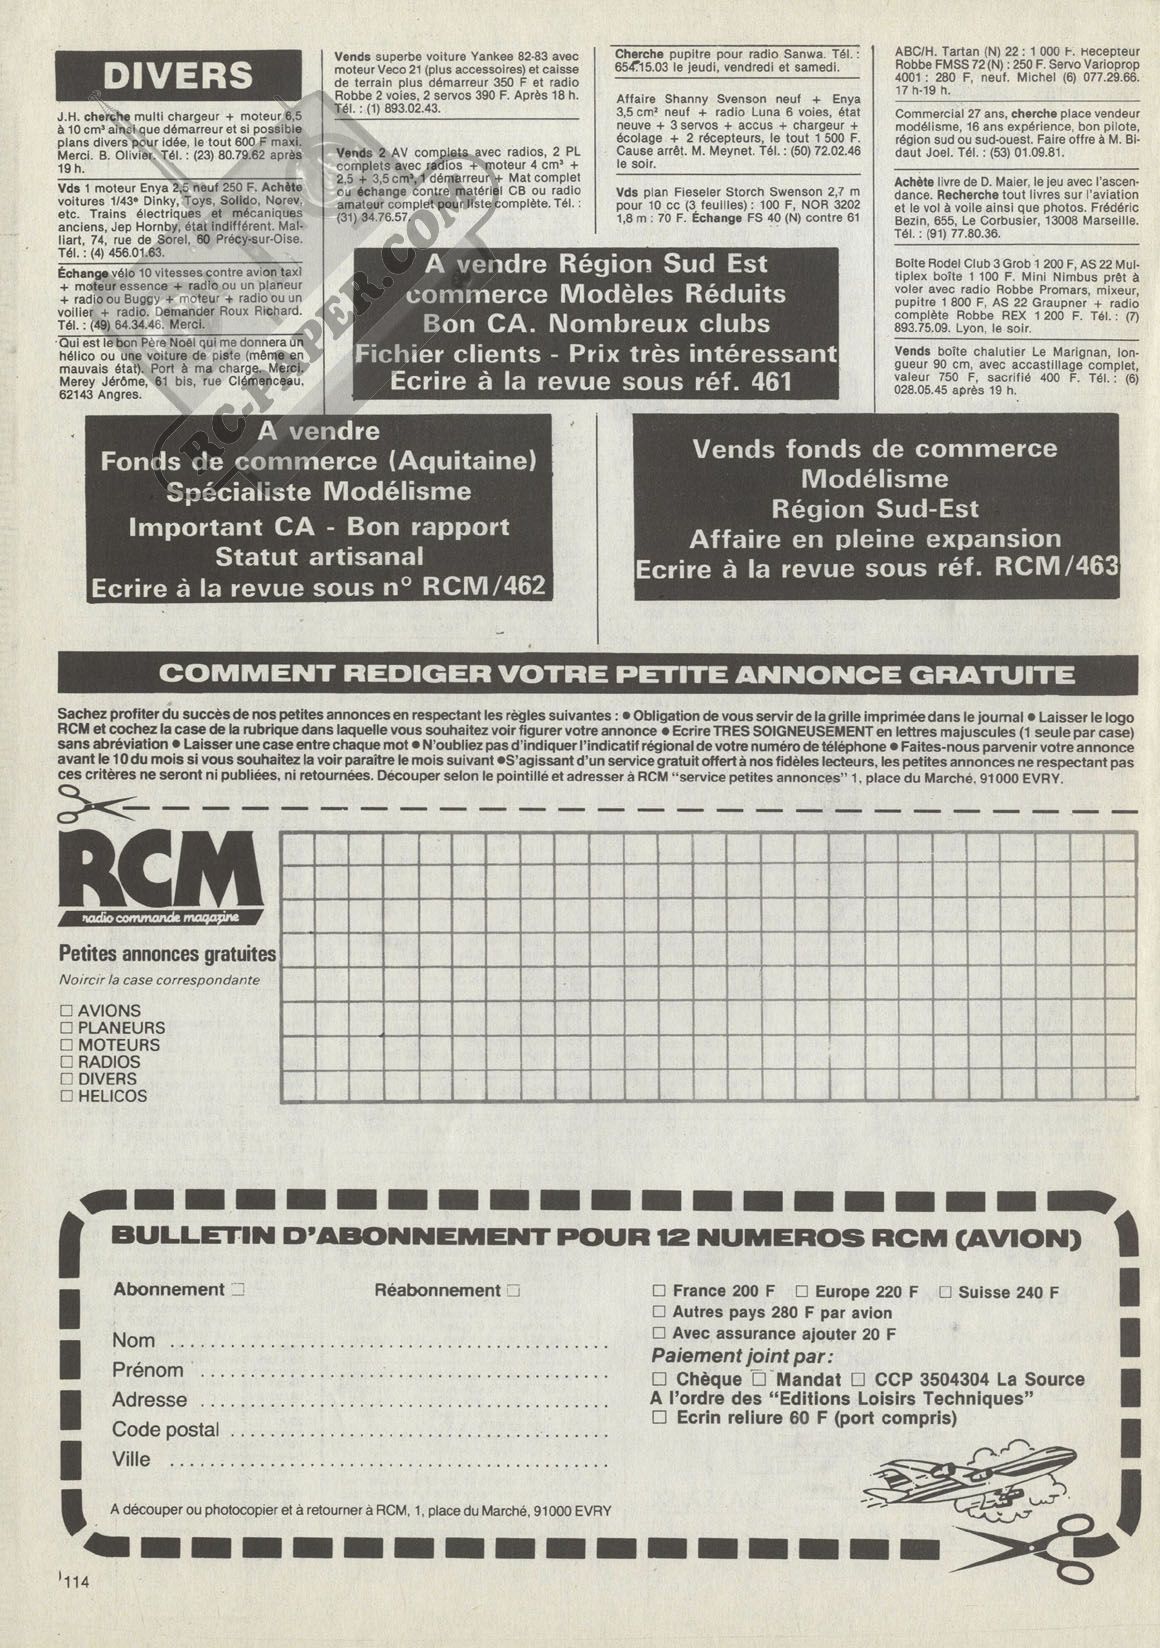 DIVERS
J.H. cherche multi chargeur + moteur 6,5
à 10 cm³ ainsi que démarreur et si possible
plans divers pour idée, le tout 600 F maxi.
Merci. B. Olivier. Tél. : (23) 80.79.62 après
19 h.
Vds 1 moteur Enya 2,5 neuf 250 F. Achète
voitures 1/43e Dinky, Toys, Solido, Norev,
etc. Trains électriques et mécaniques
anciens, Jep Hornby, état indifférent. Mal-
liart, 74, rue de Sorel, 60 Précy-sur-Oise.
Tél. : (4) 456.01.63.
Échange vélo 10 vitesses contre avion taxi
+ moteur essence + radio ou un planeur
+ radio ou Buggy + moteur + radio ou un
voilier + radio. Demander Roux Richard.
Tél. : (49) 64.34.46. Merci.
Qui est le bon Père Noël qui me donnera un
hélico ou une voiture de piste (même en
mauvais état). Port à ma charge. Merci.
Merey Jérôme, 61 bis, rue Clémenceau,
62143 Angres.
Vends superbe voiture Yankee 82-83 avec
moteur Veco 21 (plus accessoires) et caisse
de terrain plus démarreur 350 F et radio
Robbe 2 voies, 2 servos 390 F. Après 18 h.
Tél. : (1) 893.02.43.
Vends 2 AV complets avec radios, 2 PL
complets avec radios + moteur 4 cm³ +
2,5 + 3,5 cm³, 1 démarreur + Mat complet
ou échange contre matériel CB ou radio
amateur complet pour liste complète. Tél. :
(31) 34.76.57.
Cherche pupitre pour radio Sanwa. Tél. :
654.15.03 le jeudi, vendredi et samedi.
Affaire Shanny Svenson neuf + Enya
3,5 cm² neuf + radio Luna 6 voies, état
neuve + 3 servos + accus + chargeur +
écolage + 2 récepteurs, le tout 1 500 F.
Cause arrêt. M. Meynet. Tél. : (50) 72.02.46
le soir.
Vds plan Fieseler Storch Swenson 2,7 m
pour 10 cc (3 feuilles) : 100 F, NOR 3202
1,8 m : 70 F. Échange FS 40 (N) contre 61
ABC/H. Tartan (N) 22 : 1 000 F. Récepteur
Robbe FMSS 72 (N) : 250 F. Servo Varioprop
4001 : 280 F, neuf. Michel (6) 077.29.66.
17 h-19 h.
Commercial 27 ans, cherche place vendeur
modélisme, 16 ans expérience, bon pilote,
région sud ou sud-ouest. Faire offre à M. Bi-
daut Joel. Tél. : (53) 01.09.81.
Achète livre de D. Maier, le jeu avec l'ascen-
dance. Recherche tout livres sur l'aviation
et le vol à voile ainsi que photos. Frédéric
Bezin, 655, Le Corbusier, 13008 Marseille.
Tél. : (91) 77.80.36.
Boîte Rodel Club 3 Grob 1 200 F, AS 22 Mul-
tiplex boîte 1 100 F. Mini Nimbus prêt à
voler avec radio Robbe Promars, mixeur,
pupitre 1 800 F, AS 22 Graupner + radio
complète Robbe REX 1 200 F. Tél. : (7)
893.75.09. Lyon, le soir.
Vends boîte chalutier Le Marignan, lon-
gueur 90 cm, avec accastillage complet,
valeur 750 F, sacrifié 400 F. Tél. : (6)
028.05.45 après 19 h.
A vendre Région Sud Est
commerce Modèles Réduits
Bon CA. Nombreux clubs
Fichier clients - Prix très intéressant
Ecrire à la revue sous réf. 461
A vendre
Fonds de commerce (Aquitaine)
Spécialiste Modélisme
Important CA - Bon rapport
Statut artisanal
Ecrire à la revue sous n° RCM/462
Vends fonds de commerce
Modélisme
Région Sud-Est
Affaire en pleine expansion
Ecrire à la revue sous réf. RCM/463
RC-PAPER.COM
COMMENT REDIGER VOTRE PETITE ANNONCE GRATUITE
Sachez profiter du succès de nos petites annonces en respectant les règles suivantes : ● Obligation de vous servir de la grille imprimée dans le journal ● Laisser le logo
RCM et cochez la case de la rubrique dans laquelle vous souhaitez voir figurer votre annonce ● Ecrire TRES SOIGNEUSEMENT en lettres majuscules (1 seule par case)
sans abréviation ● Laisser une case entre chaque mot ● N'oubliez pas d'indiquer l'indicatif régional de votre numéro de téléphone ● Faites-nous parvenir votre annonce
avant le 10 du mois si vous souhaitez la voir paraître le mois suivant ●S'agissant d'un service gratuit offert à nos fidèles lecteurs, les petites annonces ne respectant pas
ces critères ne seront ni publiées, ni retournées. Découper selon le pointillé et adresser à RCM "service petites annonces" 1, place du Marché, 91000 EVRY.
RCM
radio commande magazine
Petites annonces gratuites
Noircir la case correspondante
□ AVIONS
□ PLANEURS
□ MOTEURS
□ RADIOS
□ DIVERS
□ HELICOS
BULLETIN D'ABONNEMENT POUR 12 NUMEROS RCM (AVION)
Abonnement □ Réabonnement □
Nom
Prénom
Adresse
Code postal
Ville
A découper ou photocopier et à retourner à RCM, 1, place du Marché, 91000 EVRY
□ France 200 F □ Europe 220 F □ Suisse 240 F
□ Autres pays 280 F par avion
□ Avec assurance ajouter 20 F
Paiement joint par :
□ Chèque □ Mandat □ CCP 3504304 La Source
A l'ordre des "Editions Loisirs Techniques"
□ Ecrin reliure 60 F (port compris)
114